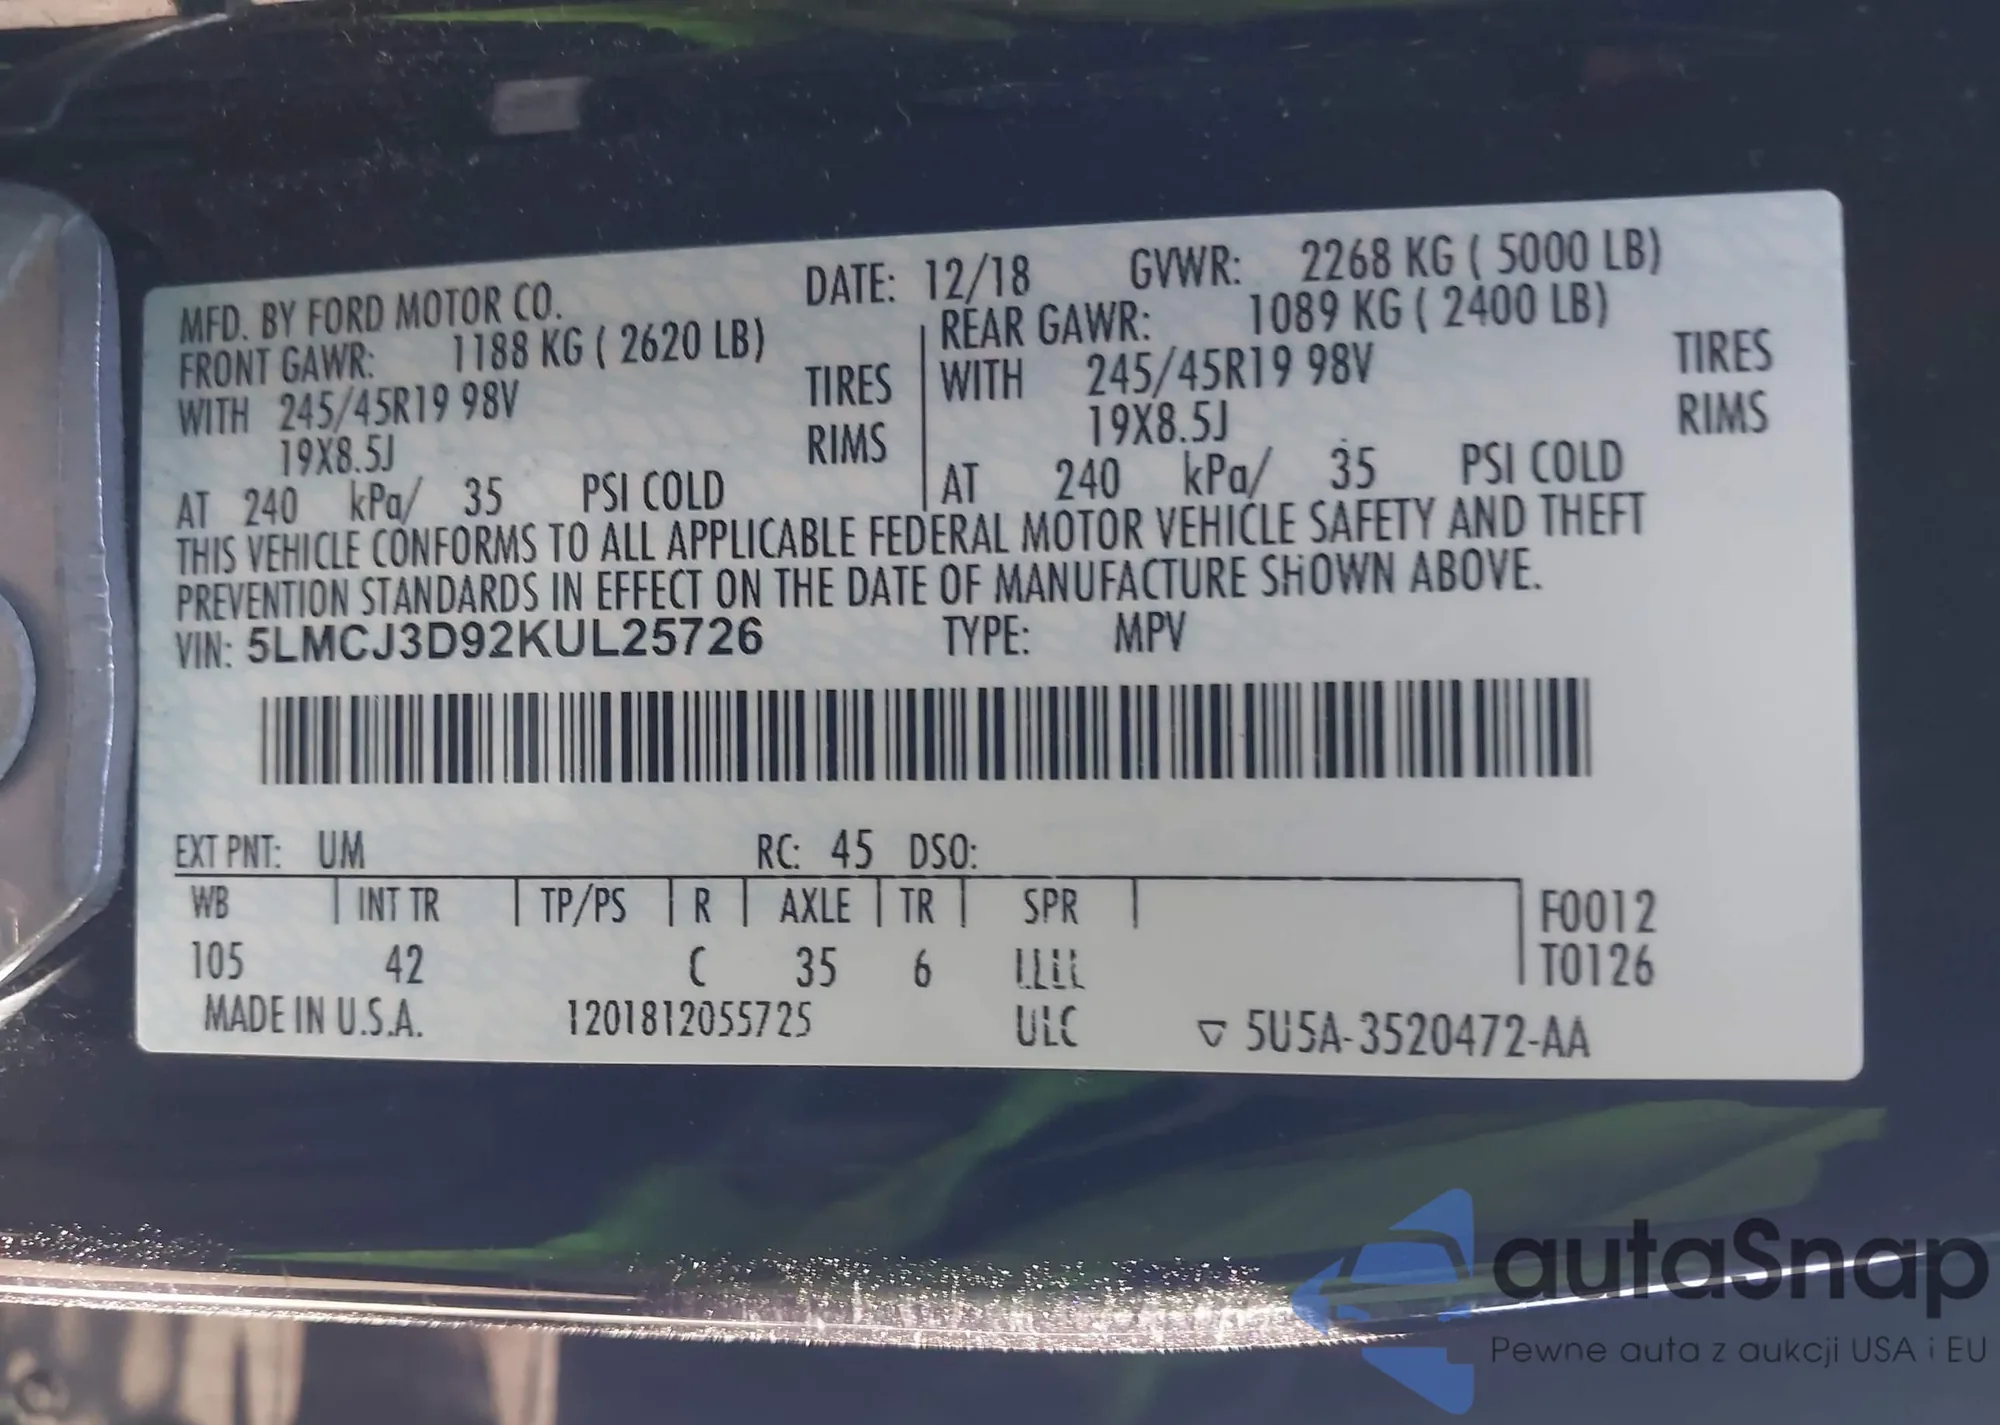 MFD. BY FORD MOTOR CO. DATE: 12/18 GVWR: 2268 KG ( 5000 LB)
FRONT GAWR: 1188 KG ( 2620 LB) REAR GAWR: 1089 KG ( 2400 LB)
WITH 245/45R19 98V TIRES WITH 245/45R19 98V TIRES
19X8.5J RIMS 19X8.5J RIMS
AT 240 kPa/ 35 PSI COLD AT 240 kPa/ 35 PSI COLD
THIS VEHICLE CONFORMS TO ALL APPLICABLE FEDERAL MOTOR VEHICLE SAFETY AND THEFT
PREVENTION STANDARDS IN EFFECT ON THE DATE OF MANUFACTURE SHOWN ABOVE.
VIN: 5LMCJ3D92KUL25726 TYPE: MPV
EXT PNT: UM RC: 45 DSO:
WB INT TR TP/PS R AXLE TR SPR F0012
105 42 C 35 6 T0126
MADE IN U.S.A. 1201812055725 ULC ▽ 5U5A-3520472-AA
autaSnap
Pewne auta z aukcji USA i EU